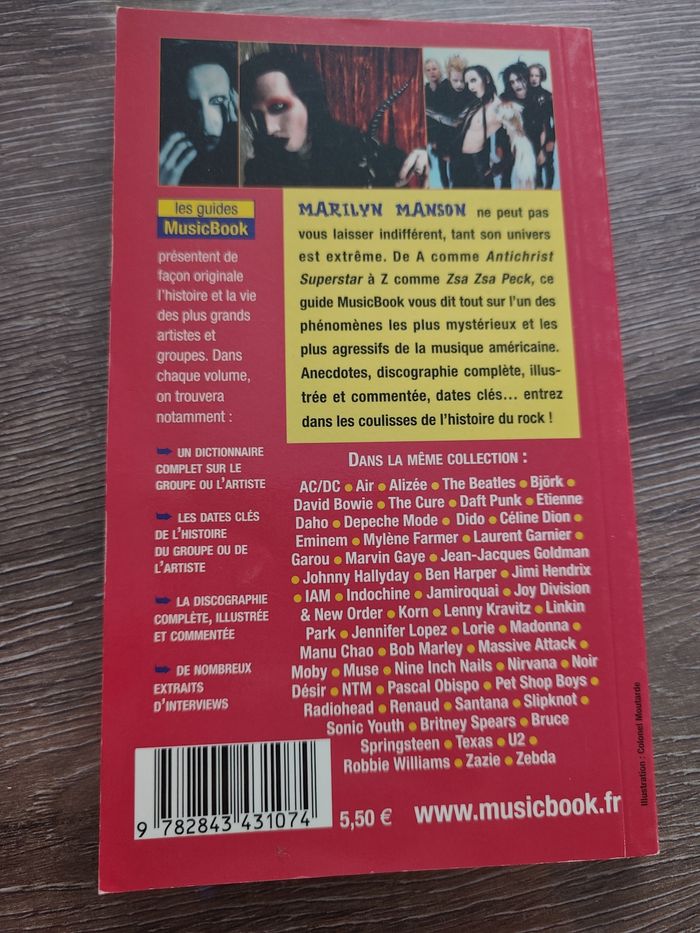 les guides
MusicBook
présentent de
façon originale
l'histoire et la vie
des plus grands
artistes et
groupes. Dans
chaque volume,
on trouvera
notamment :
➡ UN DICTIONNAIRE
COMPLET SUR LE
GROUPE OU L'ARTISTE
➡ LES DATES CLÉS
DE L'HISTOIRE
DU GROUPE OU DE
L'ARTISTE
➡ LA DISCOGRAPHIE
COMPLÈTE, ILLUSTRÉE
ET COMMENTÉE
➡ DE NOMBREUX
EXTRAITS
D'INTERVIEWS
MARILYN MANSON ne peut pas
vous laisser indifférent, tant son univers
est extrême. De A comme Antichrist
Superstar à Z comme Zsa Zsa Peck, ce
guide MusicBook vous dit tout sur l'un des
phénomènes les plus mystérieux et les
plus agressifs de la musique américaine.
Anecdotes, discographie complète, illus-
trée et commentée, dates clés... entrez
dans les coulisses de l'histoire du rock !
DANS LA MÊME COLLECTION :
AC/DC • Air • Alizée • The Beatles • Björk •
David Bowie • The Cure • Daft Punk • Etienne
Daho • Depeche Mode • Dido • Céline Dion •
Eminem • Mylène Farmer • Laurent Garnier •
Garou • Marvin Gaye • Jean-Jacques Goldman
• Johnny Hallyday • Ben Harper • Jimi Hendrix
• IAM • Indochine • Jamiroquai • Joy Division
& New Order • Korn • Lenny Kravitz • Linkin
Park • Jennifer Lopez • Lorie • Madonna •
Manu Chao • Bob Marley • Massive Attack •
Moby • Muse • Nine Inch Nails • Nirvana • Noir
Désir • NTM • Pascal Obispo • Pet Shop Boys •
Radiohead • Renaud • Santana • Slipknot •
Sonic Youth • Britney Spears • Bruce
Springsteen • Texas • U2 •
Robbie Williams • Zazie • Zebda
9 782843 431074
5,50 €
www.musicbook.fr
Illustration : Colonel Moutarde